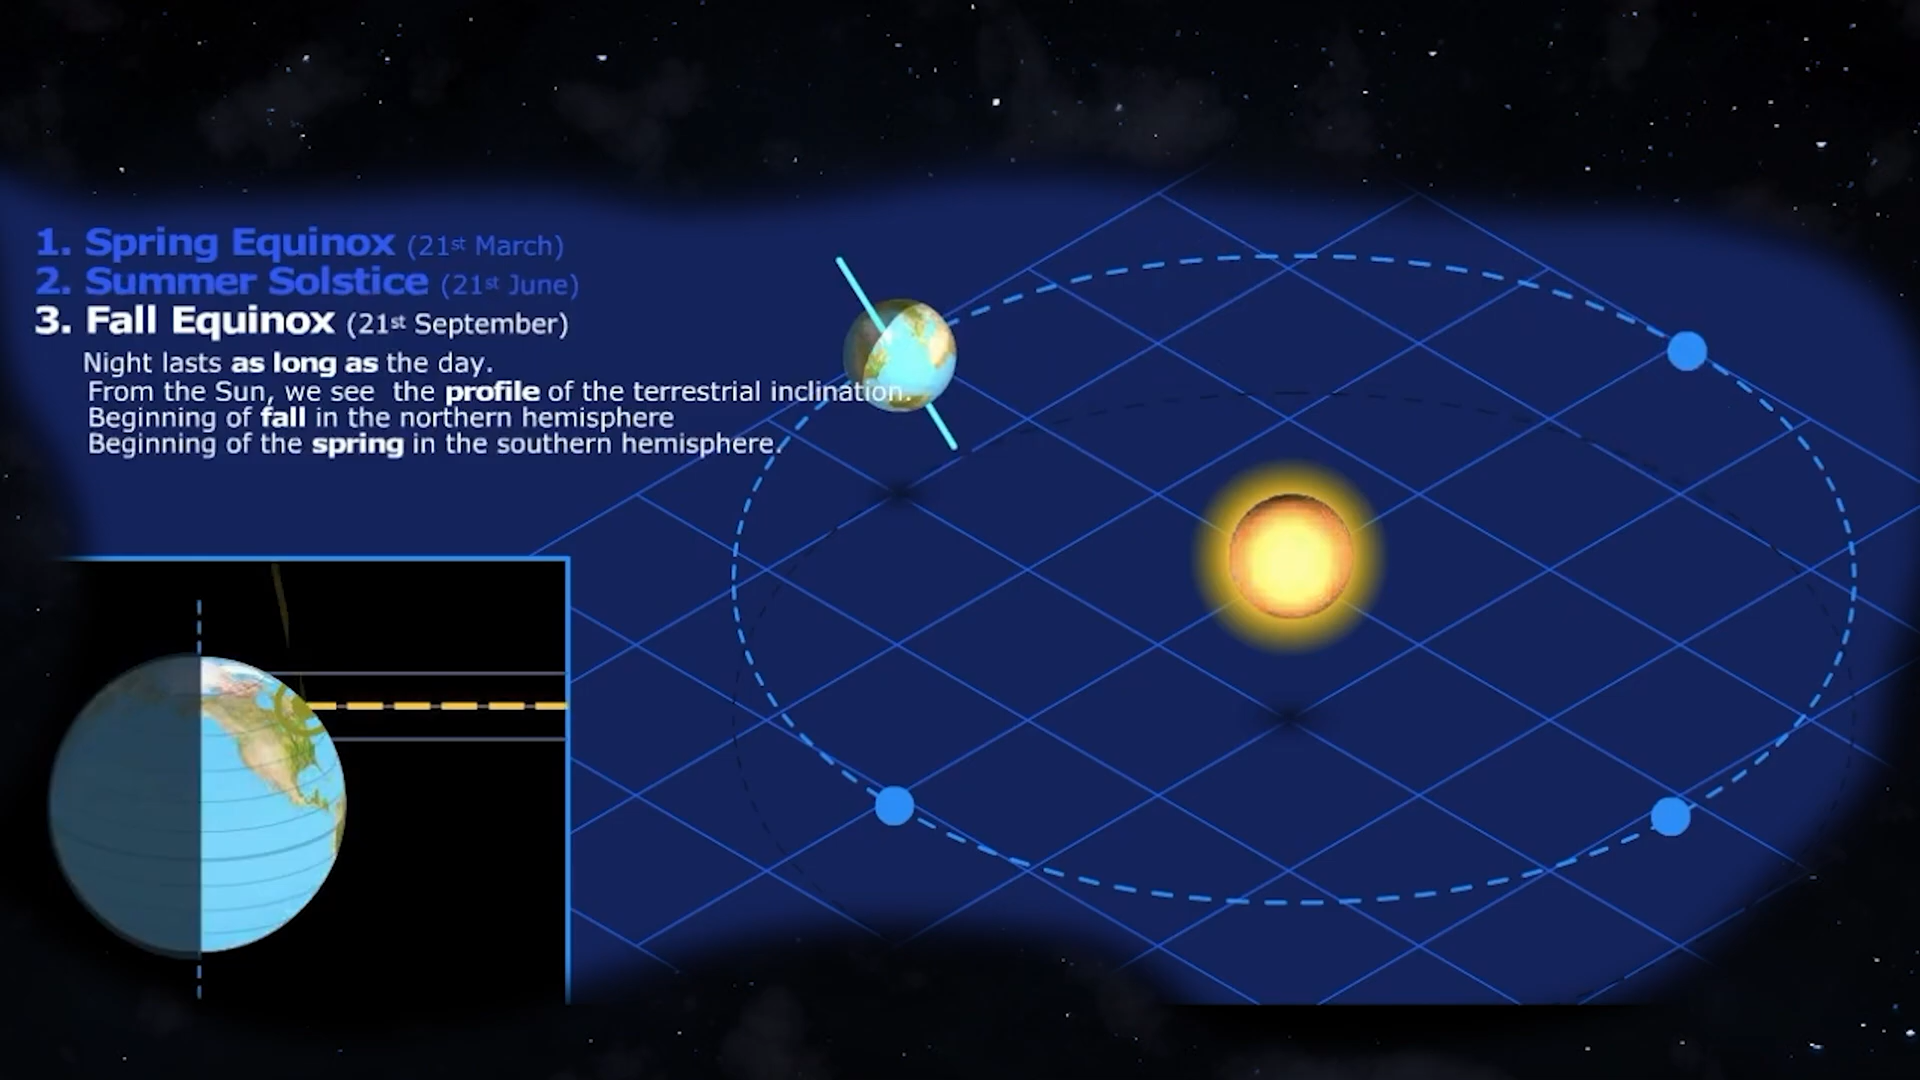 1. Spring Equinox (21st March)
2. Summer Solstice (21st June)
3. Fall Equinox (21st September)
Night lasts as long as the day.
From the Sun, we see the profile of the terrestrial inclination.
Beginning of fall in the northern hemisphere
Beginning of the spring in the southern hemisphere.